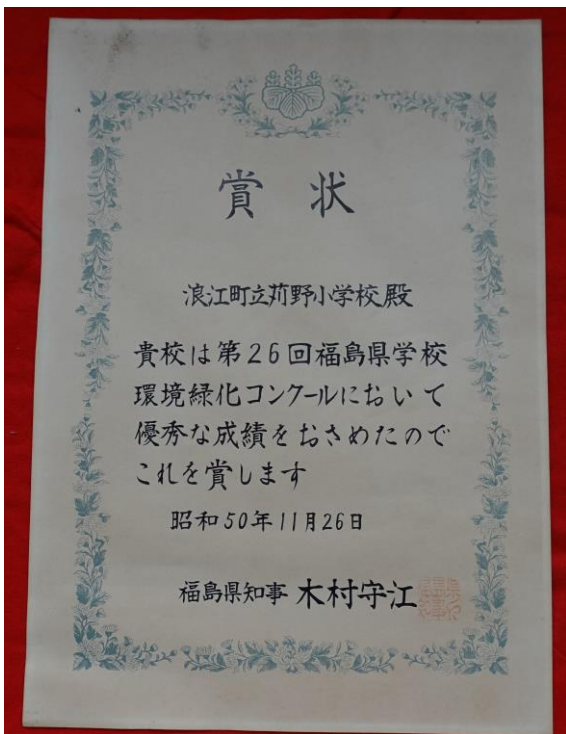 賞状
浪江町立苅野小学校殿
貴校は第26回福島県学校
環境緑化コンクールにおいて
優秀な成績をおさめたので
これを賞します
昭和50年11月26日
福島県知事 木村守江